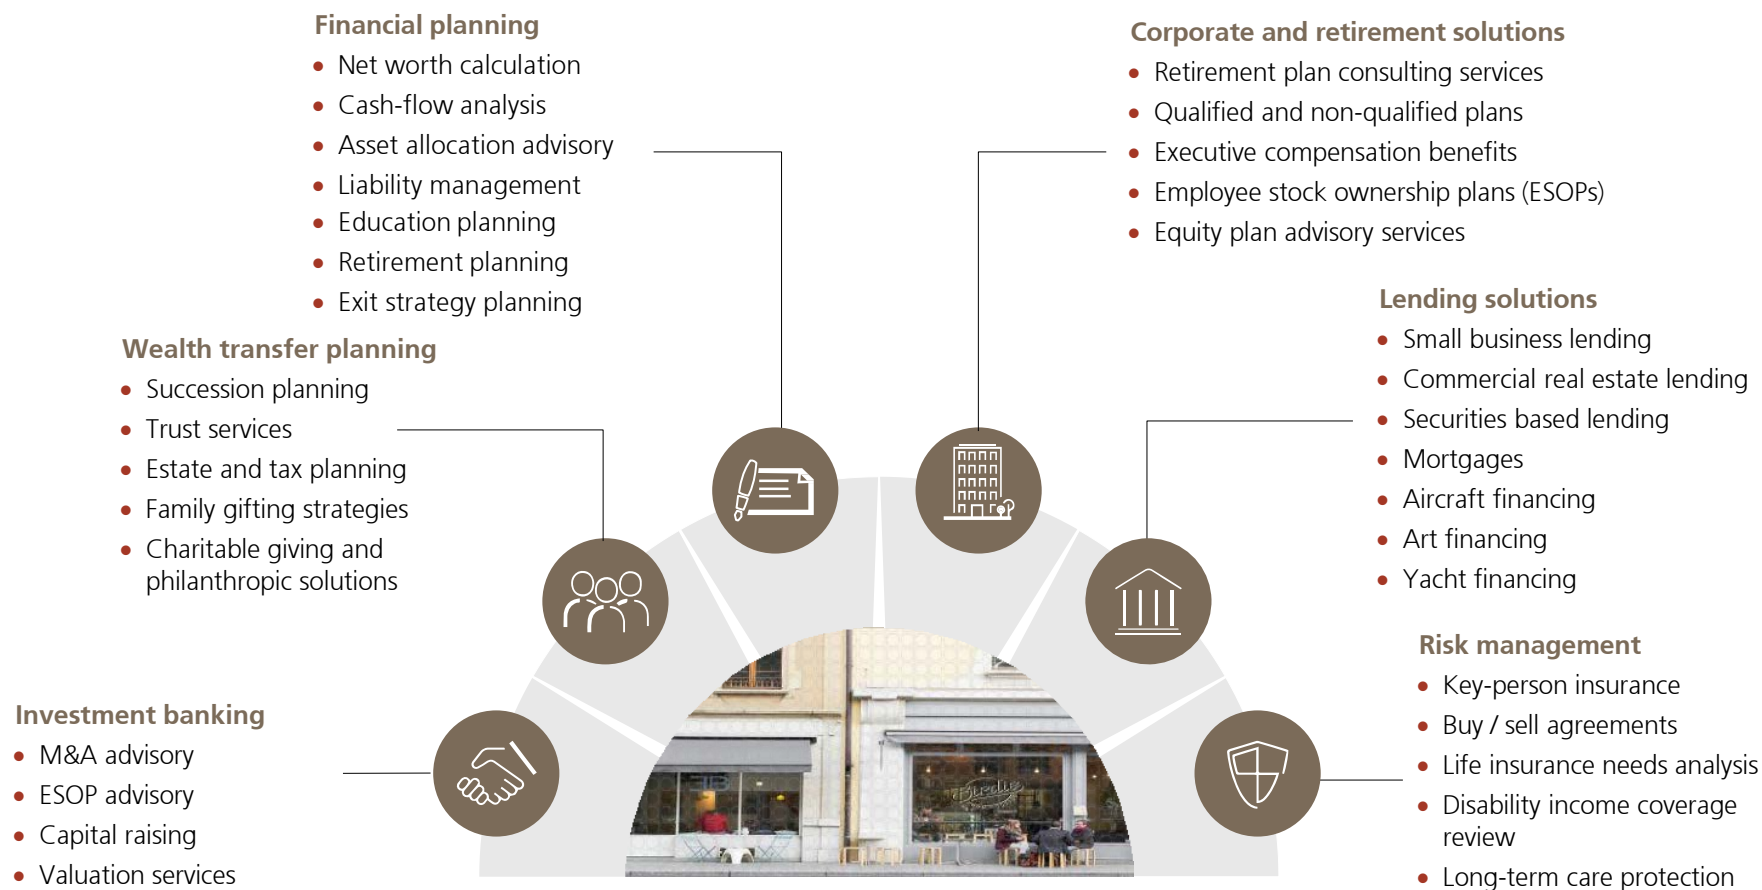 Financial planning
• Net worth calculation
• Cash-flow analysis
• Asset allocation advisory
• Liability management
• Education planning
• Retirement planning
• Exit strategy planning
Corporate and retirement solutions
• Retirement plan consulting services
• Qualified and non-qualified plans
• Executive compensation benefits
• Employee stock ownership plans (ESOPs)
• Equity plan advisory services
Wealth transfer planning
• Succession planning
• Trust services
• Estate and tax planning
• Family gifting strategies
• Charitable giving and
philanthropic solutions
Lending solutions
• Small business lending
• Commercial real estate lending
• Securities based lending
• Mortgages
• Aircraft financing
• Art financing
• Yacht financing
Investment banking
• M&A advisory
• ESOP advisory
• Capital raising
• Valuation services
Risk management
• Key-person insurance
• Buy / sell agreements
• Life insurance needs analysis
• Disability income coverage
review
• Long-term care protection
Birdie